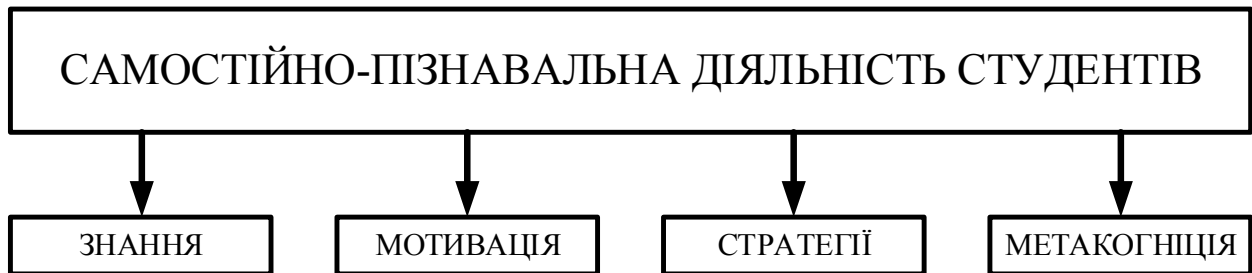 САМОСТІЙНО-ПІЗНАВАЛЬНА ДІЯЛЬНІСТЬ СТУДЕНТІВ
ЗНАННЯ
МОТИВАЦІЯ
СТРАТЕГІЇ
МЕТАКОГНІЦІЯ